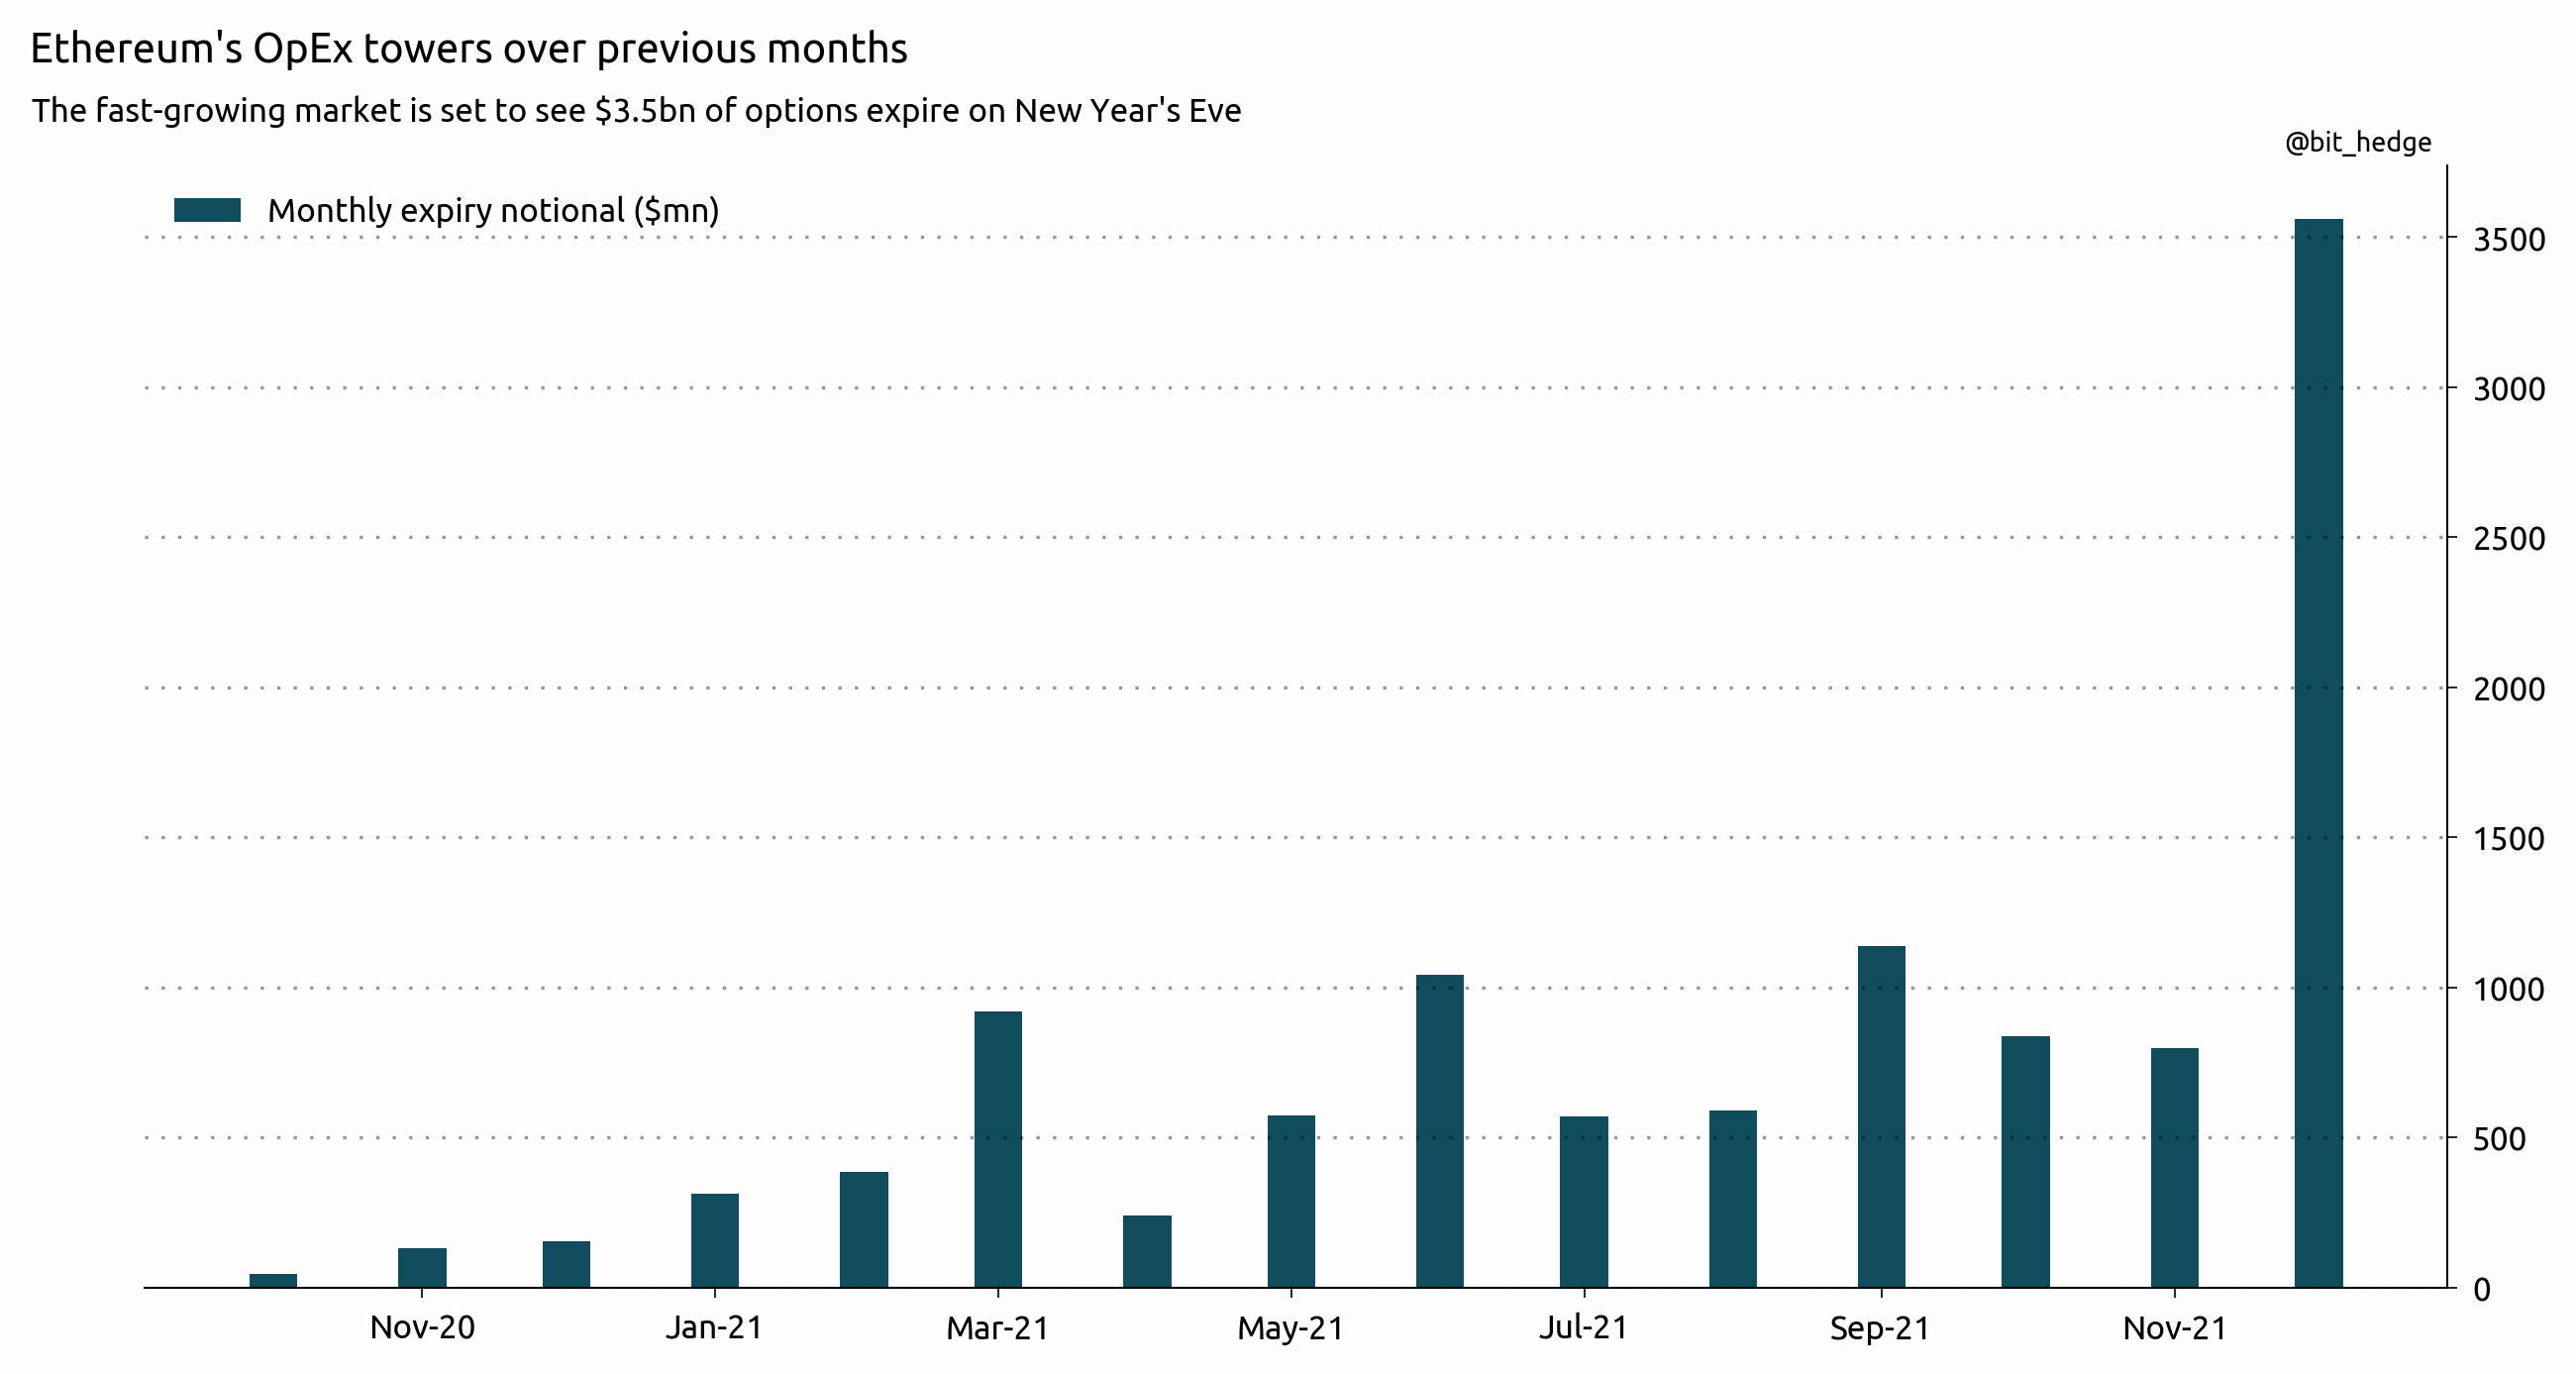 Ethereum's OpEx towers over previous months
The fast-growing market is set to see $3.5bn of options expire on New Year's Eve
@bit_hedge
Monthly expiry notional ($mn)
3500
3000
2500
2000
1500
1000
500
0
Nov-20
Jan-21
Mar-21
May-21
Jul-21
Sep-21
Nov-21